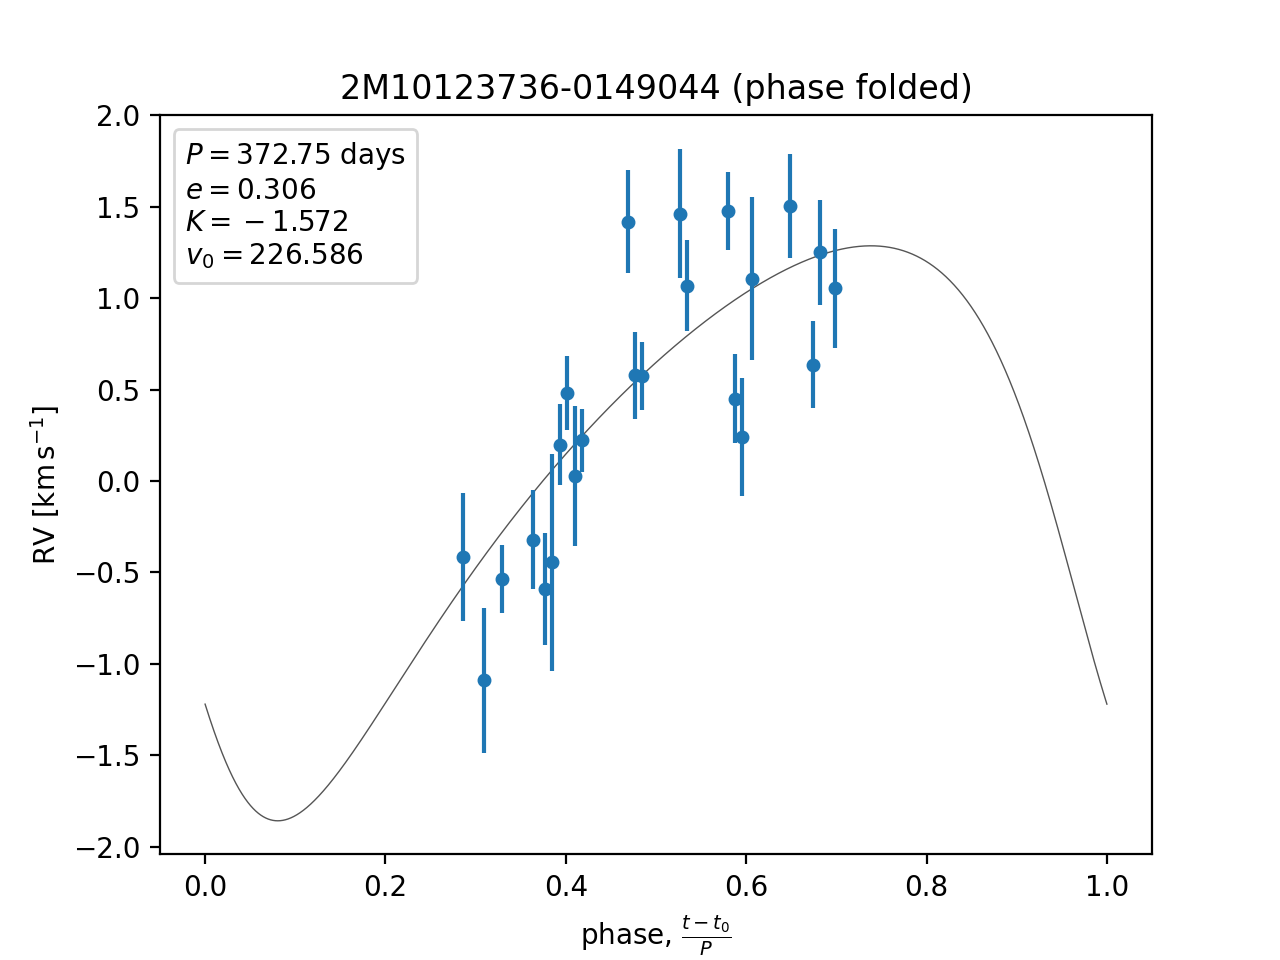 2M10123736-0149044 (phase folded)
P = 372.75 days
e = 0.306
K = −1.572
v₀ = 226.586
RV [km s⁻¹]
2.0
1.5
1.0
0.5
0.0
−0.5
−1.0
−1.5
−2.0
0.0 0.2 0.4 0.6 0.8 1.0
phase, (t − t₀)/P